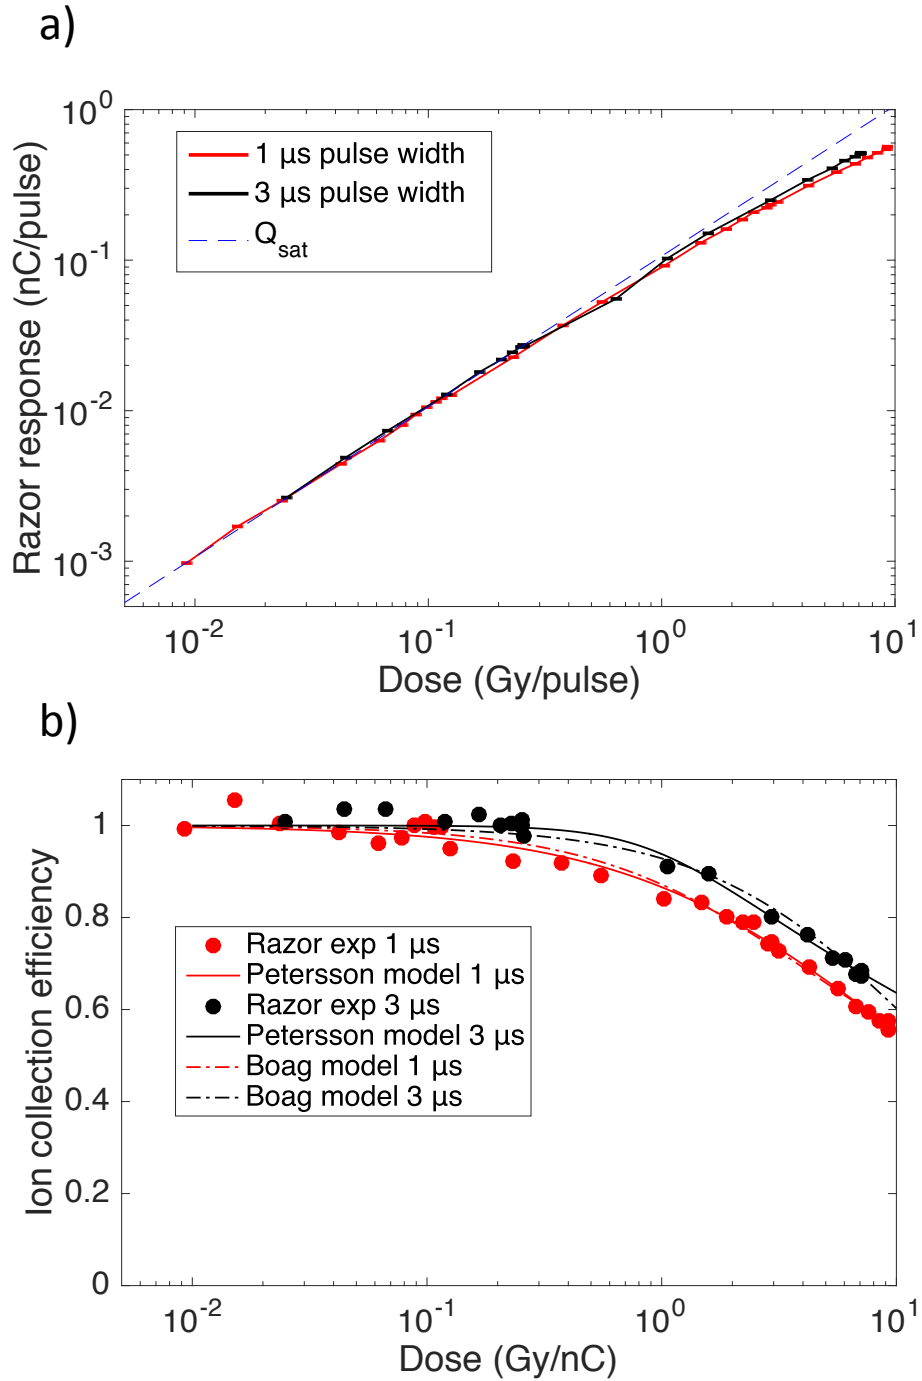 a)
10⁰
10⁻¹
10⁻²
10⁻³
Razor response (nC/pulse)
1 µs pulse width
3 µs pulse width
Qsat
10⁻² 10⁻¹ 10⁰ 10¹
Dose (Gy/pulse)
b)
1
0.8
0.6
0.4
0.2
0
Ion collection efficiency
Razor exp 1 µs
Petersson model 1 µs
Razor exp 3 µs
Petersson model 3 µs
Boag model 1 µs
Boag model 3 µs
10⁻² 10⁻¹ 10⁰ 10¹
Dose (Gy/nC)